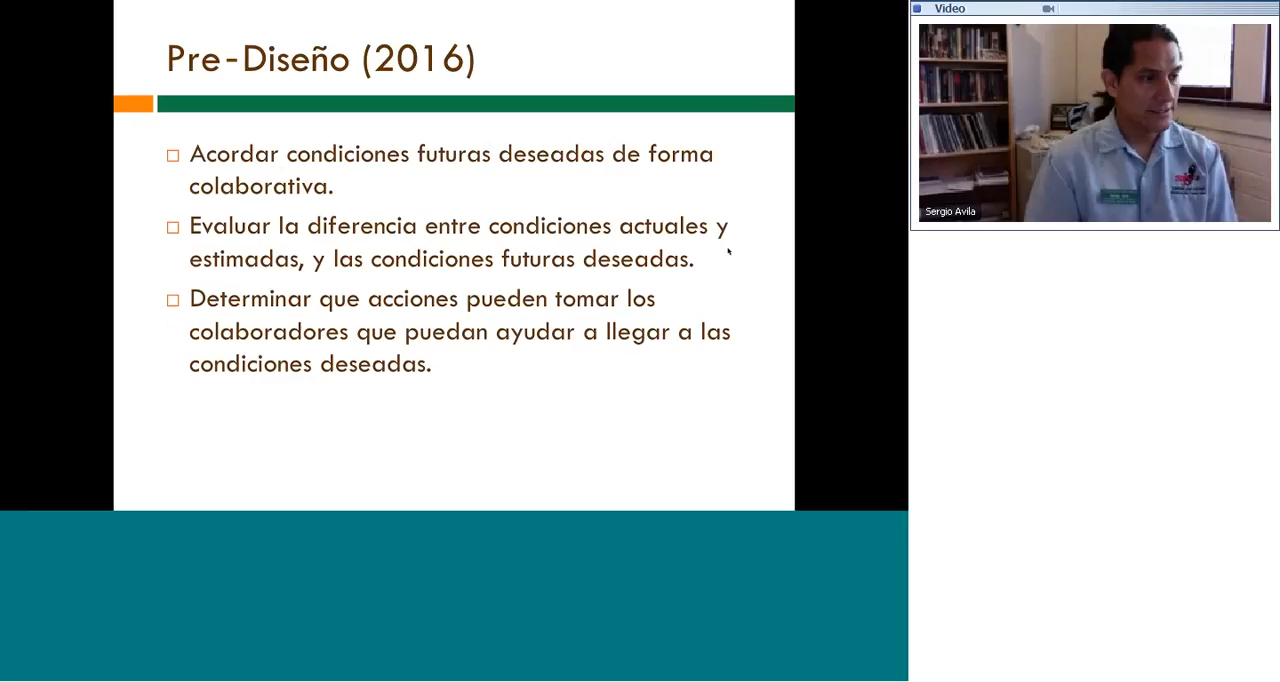 Pre-Diseño (2016)
Acordar condiciones futuras deseadas de forma
colaborativa.
Evaluar la diferencia entre condiciones actuales y
estimadas, y las condiciones futuras deseadas.
Determinar que acciones pueden tomar los
colaboradores que puedan ayudar a llegar a las
condiciones deseadas.
Video
Sergio Avila